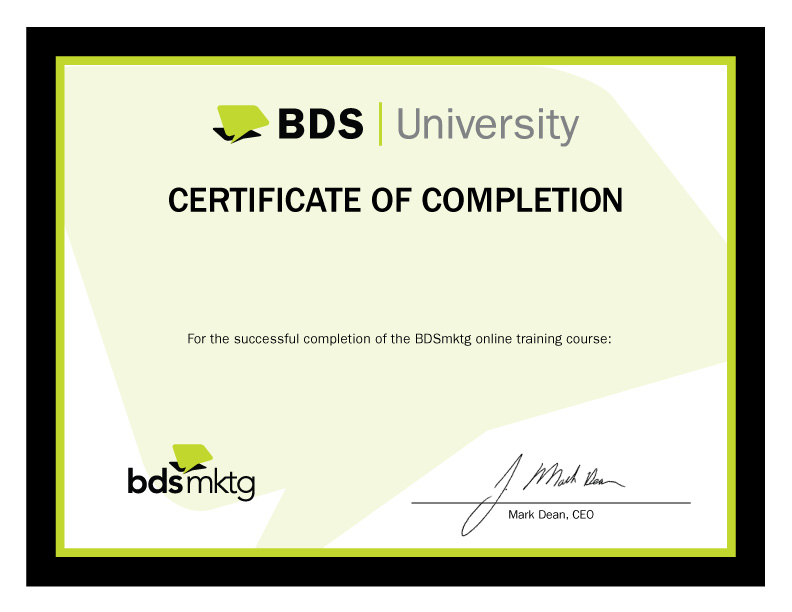 BDS | University
CERTIFICATE OF COMPLETION
For the successful completion of the BDSmktg online training course:
bdsmktg
J. Mark Dean
Mark Dean, CEO